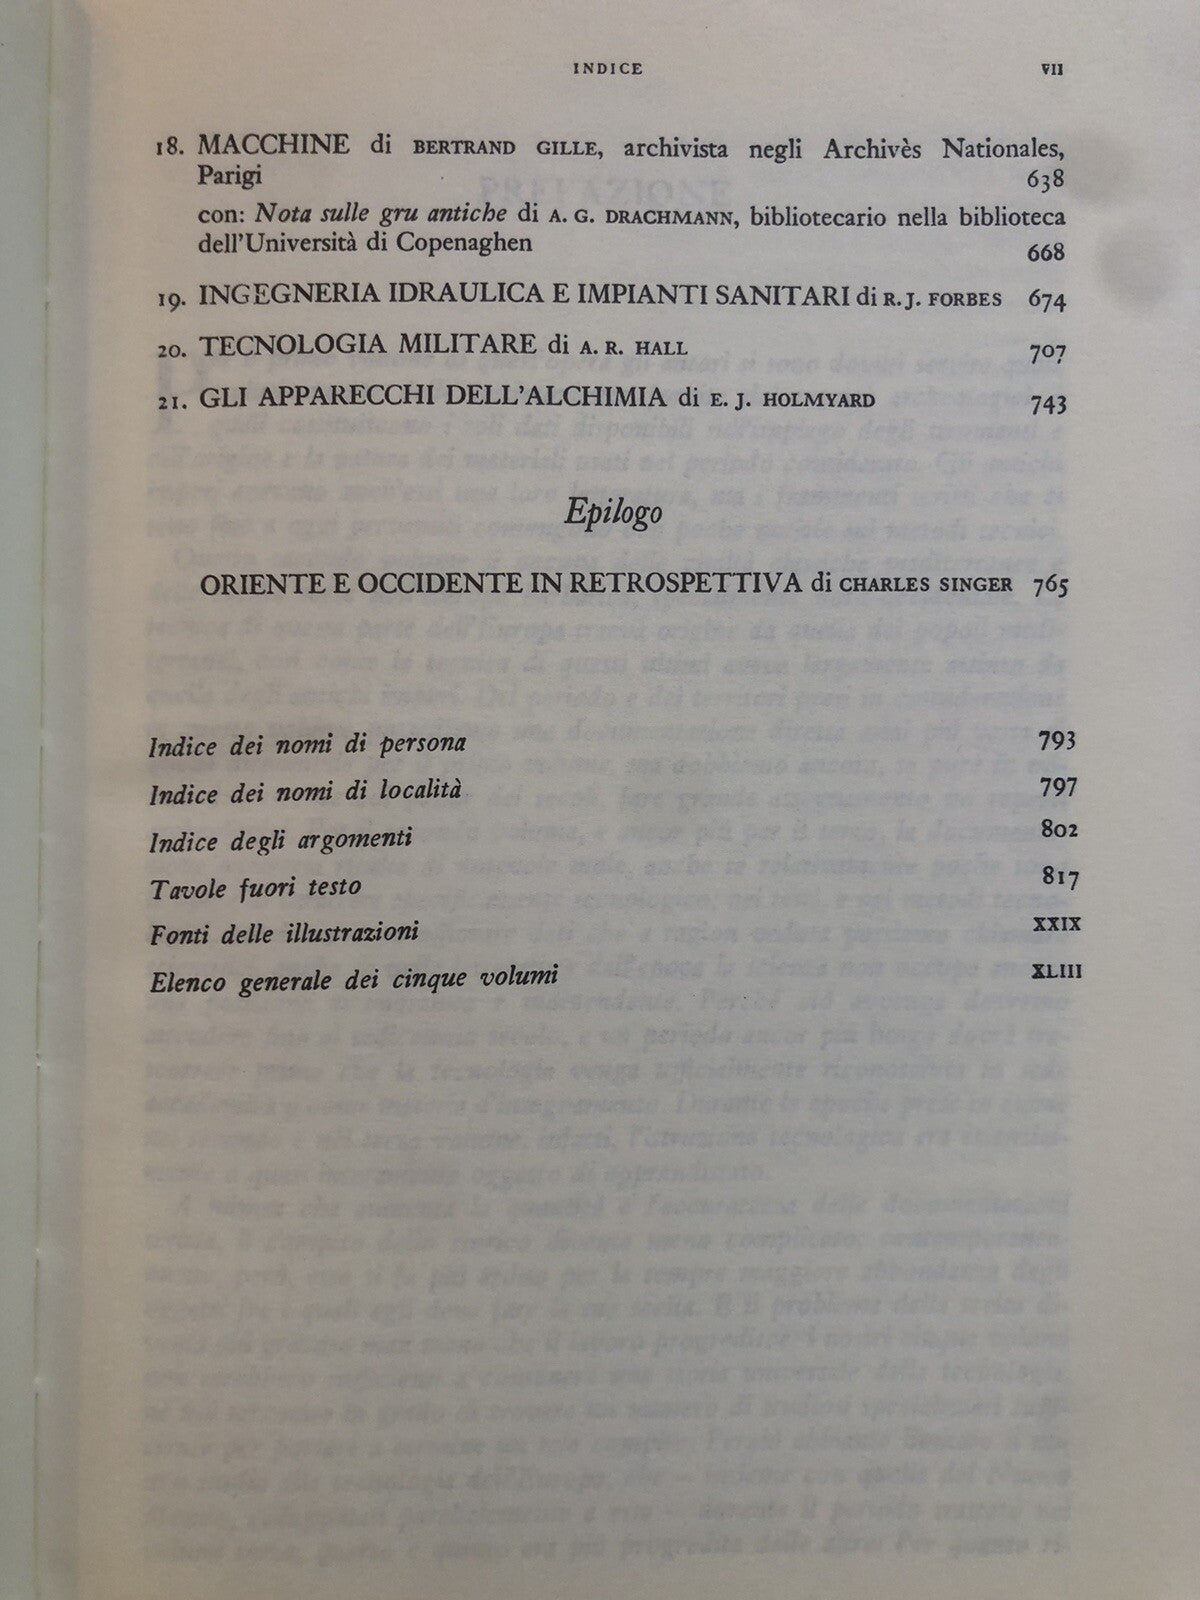 INDICE VII
18. MACCHINE di BERTRAND GILLE, archivista negli Archivès Nationales,
Parigi 638
con: Nota sulle gru antiche di A. G. DRACHMANN, bibliotecario nella biblioteca
dell'Università di Copenaghen 668
19. INGEGNERIA IDRAULICA E IMPIANTI SANITARI di R. J. FORBES 674
20. TECNOLOGIA MILITARE di A. R. HALL 707
21. GLI APPARECCHI DELL'ALCHIMIA di E. J. HOLMYARD 743
Epilogo
ORIENTE E OCCIDENTE IN RETROSPETTIVA di CHARLES SINGER 765
Indice dei nomi di persona 793
Indice dei nomi di località 797
Indice degli argomenti 802
Tavole fuori testo 817
Fonti delle illustrazioni XXIX
Elenco generale dei cinque volumi XLIII